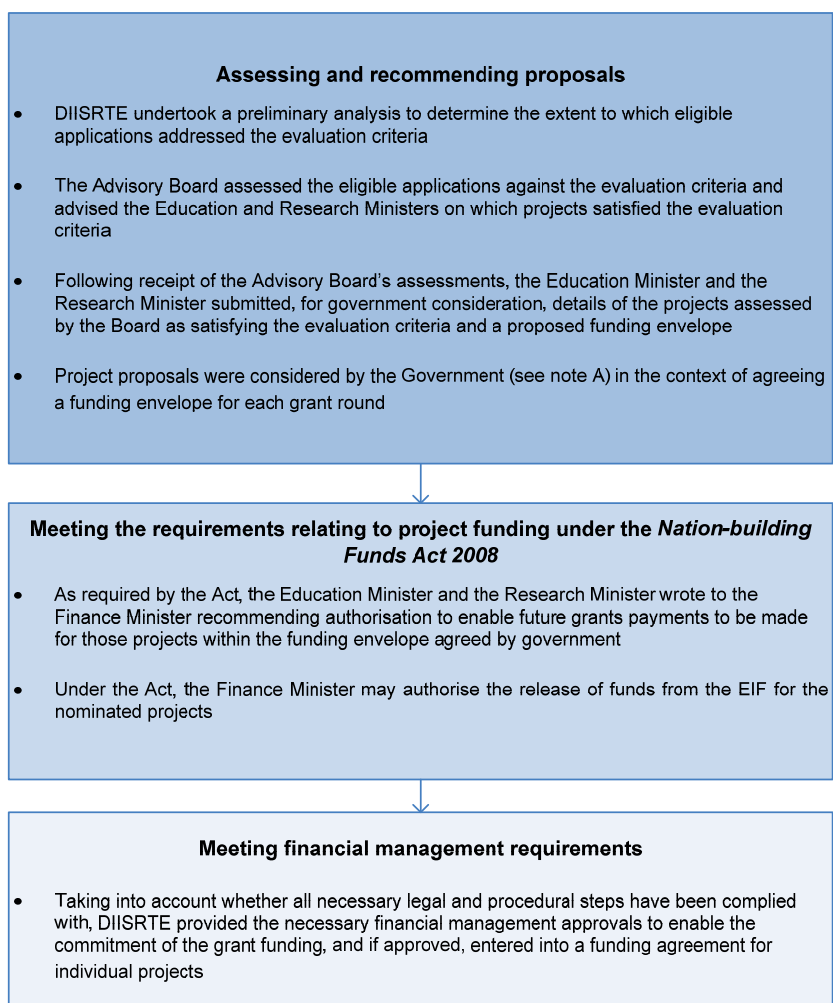 Assessing and recommending proposals
• DIISRTE undertook a preliminary analysis to determine the extent to which eligible
applications addressed the evaluation criteria
• The Advisory Board assessed the eligible applications against the evaluation criteria and
advised the Education and Research Ministers on which projects satisfied the evaluation
criteria
• Following receipt of the Advisory Board's assessments, the Education Minister and the
Research Minister submitted, for government consideration, details of the projects assessed
by the Board as satisfying the evaluation criteria and a proposed funding envelope
• Project proposals were considered by the Government (see note A) in the context of agreeing
a funding envelope for each grant round
Meeting the requirements relating to project funding under the Nation-building
Funds Act 2008
• As required by the Act, the Education Minister and the Research Minister wrote to the
Finance Minister recommending authorisation to enable future grants payments to be made
for those projects within the funding envelope agreed by government
• Under the Act, the Finance Minister may authorise the release of funds from the EIF for the
nominated projects
Meeting financial management requirements
• Taking into account whether all necessary legal and procedural steps have been complied
with, DIISRTE provided the necessary financial management approvals to enable the
commitment of the grant funding, and if approved, entered into a funding agreement for
individual projects